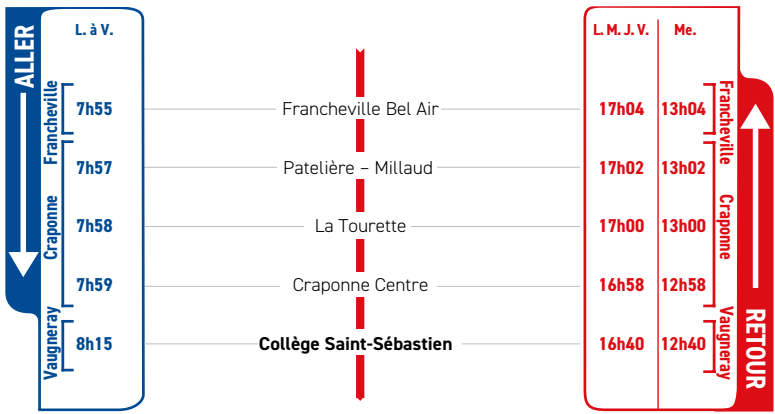 ALLER
L. à V.
L. M. J. V. Me.
Francheville
7h55 Francheville Bel Air 17h04 13h04
Francheville
Craponne
7h57 Patelière – Millaud 17h02 13h02
7h58 La Tourette 17h00 13h00
Craponne
7h59 Craponne Centre 16h58 12h58
Vaugneray
8h15 Collège Saint-Sébastien 16h40 12h40
Vaugneray
RETOUR